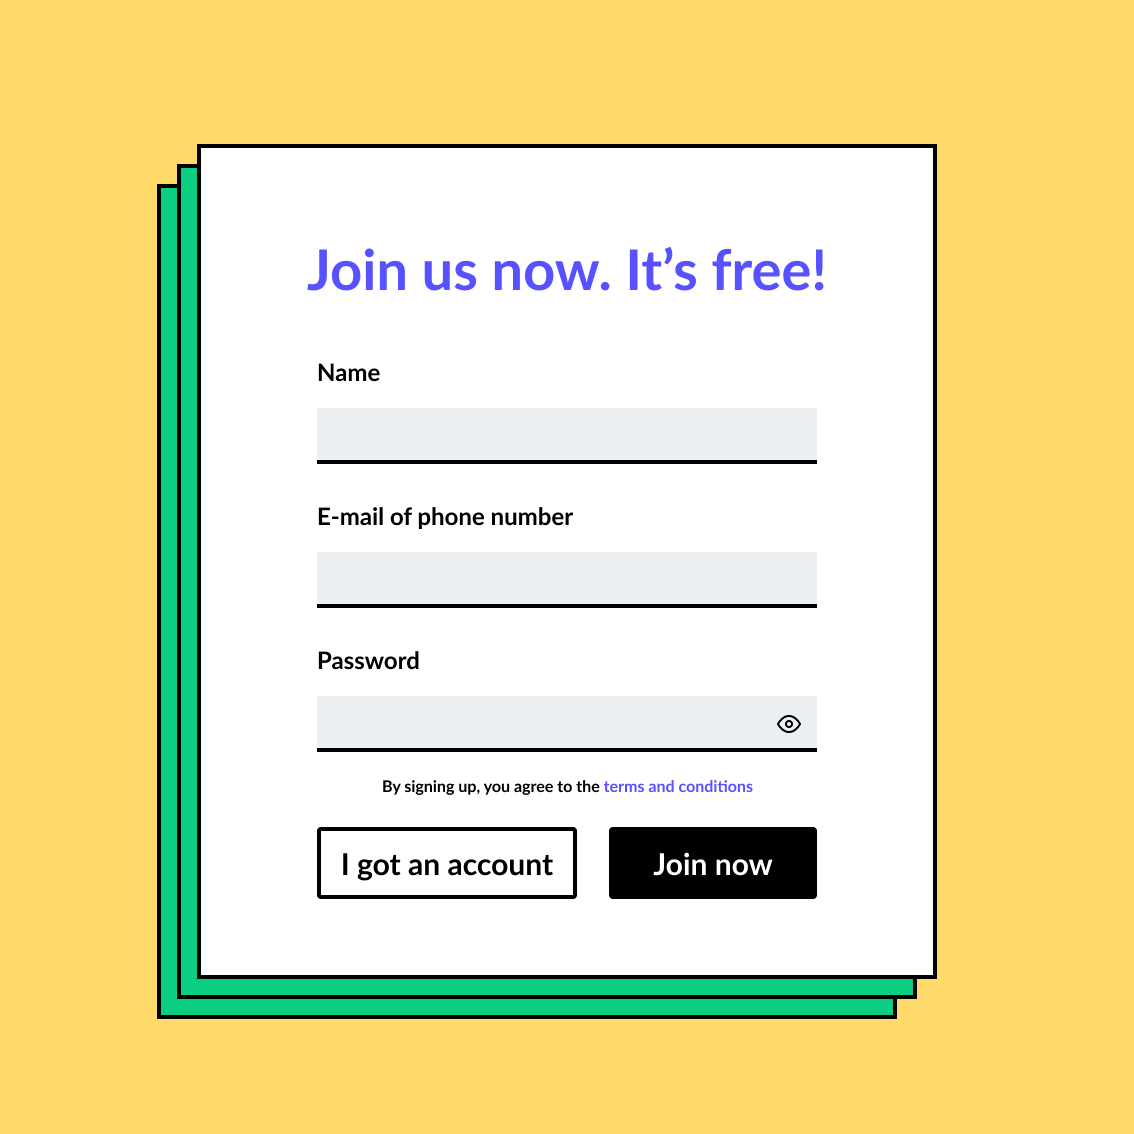 Join us now. It’s free!
Name
E-mail of phone number
Password
By signing up, you agree to the terms and conditions
I got an account
Join now